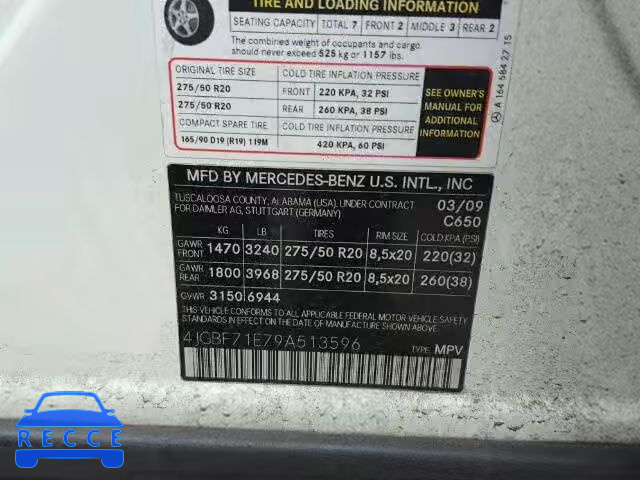 TIRE AND LOADING INFORMATION
SEATING CAPACITY TOTAL 7 FRONT 2 MIDDLE 3 REAR 2
The combined weight of occupants and cargo
should never exceed 525 kg or 1157 lbs.
ORIGINAL TIRE SIZE COLD TIRE INFLATION PRESSURE
275/50 R20 FRONT 220 KPA, 32 PSI
275/50 R20 REAR 260 KPA, 38 PSI
COMPACT SPARE TIRE COLD TIRE INFLATION PRESSURE
165/90 D19 (R19) 119M 420 KPA, 60 PSI
SEE OWNER'S
MANUAL FOR
ADDITIONAL
INFORMATION
A 164 584 27 15
MFD BY MERCEDES-BENZ U.S. INTL., INC
TUSCALOOSA COUNTY, ALABAMA (USA), UNDER CONTRACT
FOR DAIMLER AG, STUTTGART (GERMANY)
03/09
C650
KG LB TIRES RIM SIZE COLD KPA (PSI)
GAWR FRONT 1470 3240 275/50 R20 8,5x20 220(32)
GAWR REAR 1800 3968 275/50 R20 8,5x20 260(38)
GVWR 3150 6944
THIS VEHICLE CONFORMS TO ALL APPLICABLE FEDERAL MOTOR VEHICLE
SAFETY STANDARDS IN EFFECT ON THE DATE OF MANUFACTURE SHOWN ABOVE.
4JGBF71E79A513596 TYPE: MPV
RECCE